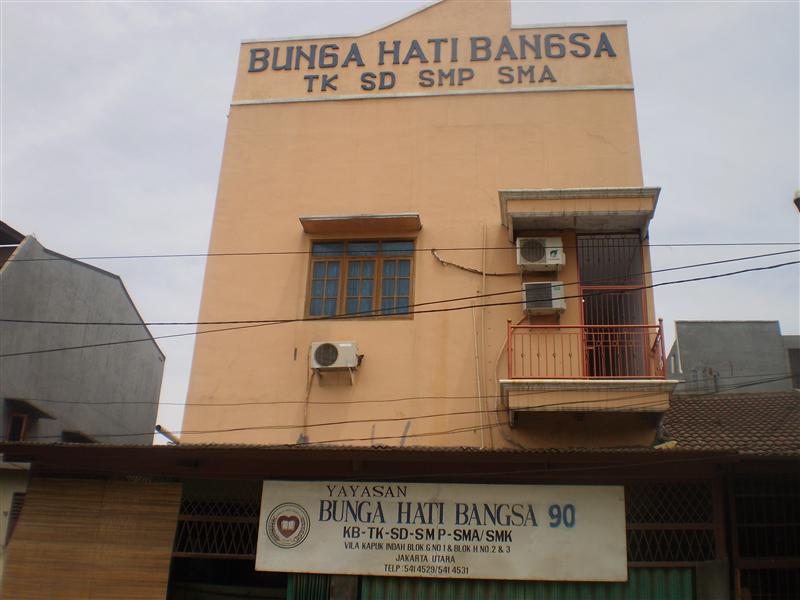 BUNGA HATI BANGSA
TK SD SMP SMA
YAYASAN
BUNGA HATI BANGSA 90
KB-TK-SD-SMP-SMA/SMK
VILA KAPUK INDAH BLOK G NO.1 & BLOK H NO.2 & 3
JAKARTA UTARA
TELP: 541 4529/541 4531